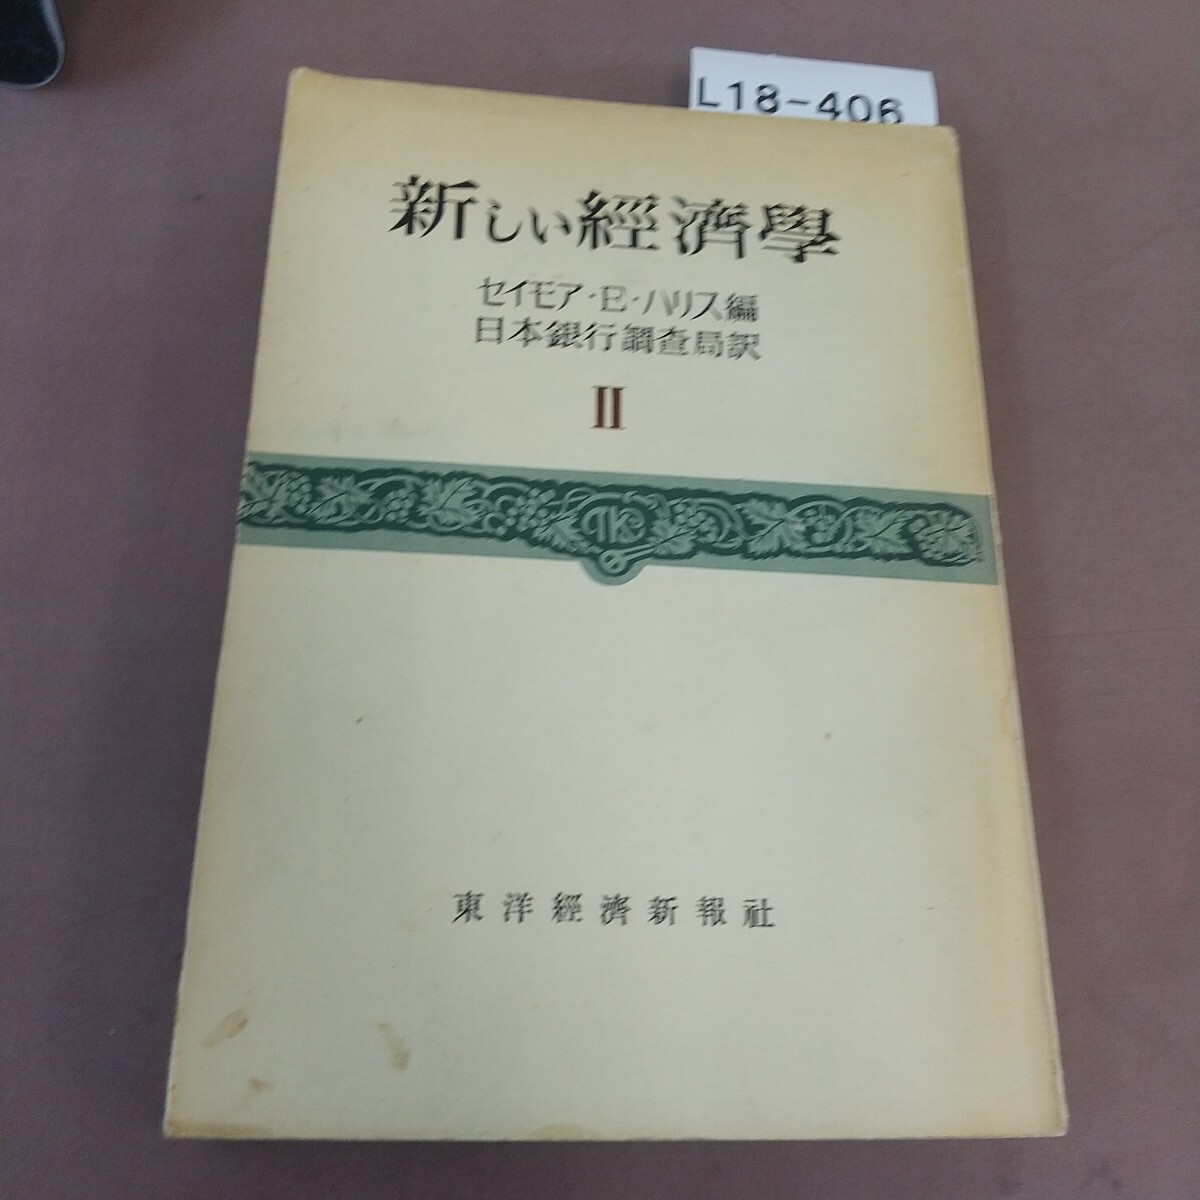 L18-406
新しい經濟學
セイモア・E・ハリス編
日本銀行調査局訳
II
TK
東洋經濟新報社